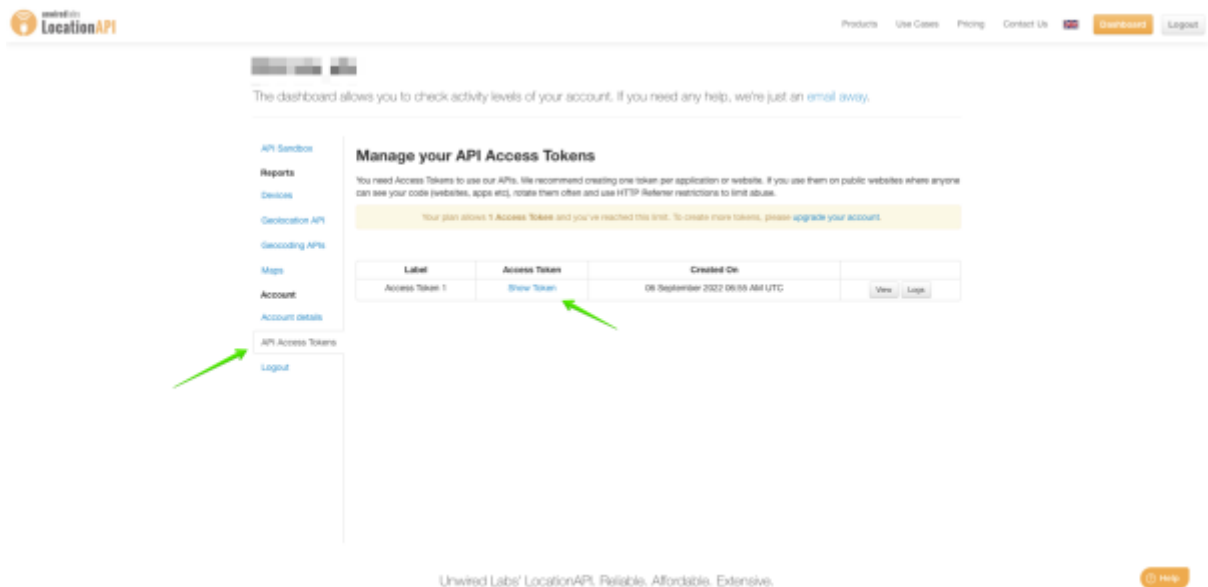 unwiredlabs
LocationAPI
Products Use Cases Pricing Contact Us Dashboard Logout
The dashboard allows you to check activity levels of your account. If you need any help, we're just an email away.
API Sandbox
Reports
Devices
Geolocation API
Geocoding APIs
Maps
Account
Account details
API Access Tokens
Logout
Manage your API Access Tokens
You need Access Tokens to use our APIs. We recommend creating one token per application or website. If you use them on public websites where anyone
can see your code (websites, apps etc), rotate them often and use HTTP Referrer restrictions to limit abuse.
Your plan allows 1 Access Token and you've reached this limit. To create more tokens, please upgrade your account.
Label Access Token Created On
Access Token 1 Show Token 06 September 2022 06:55 AM UTC View Logs
Unwired Labs' LocationAPI. Reliable. Affordable. Extensive.
Help